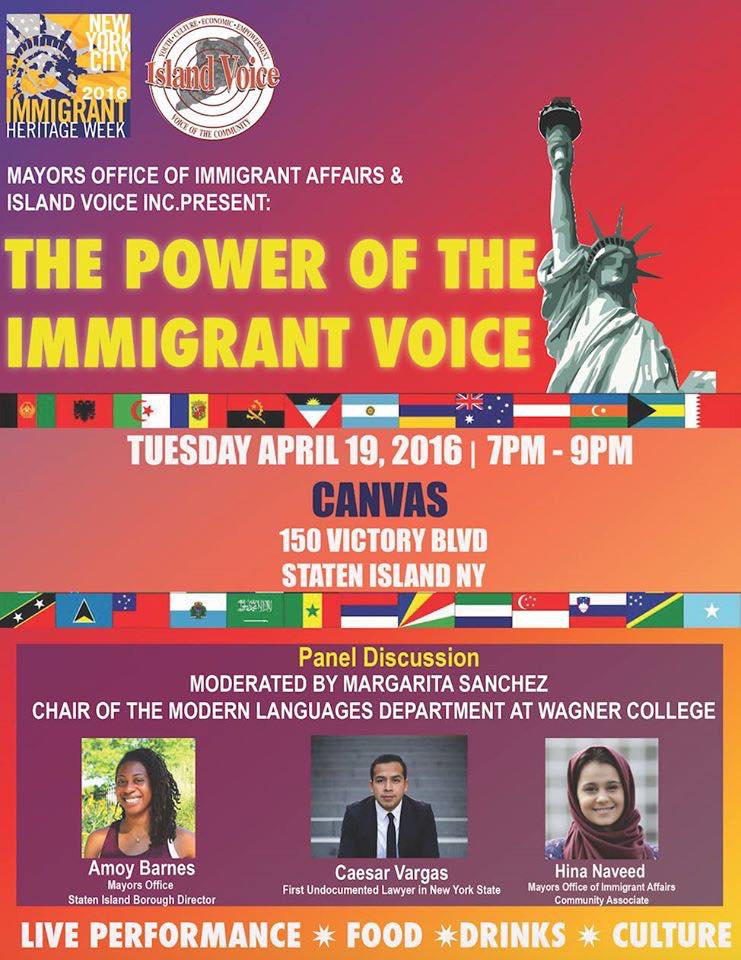 NEW
YORK
CITY
2016
IMMIGRANT
HERITAGE WEEK
YOUTH•CULTURE•ECONOMIC•EMPOWERMENT
Island Voice
VOICE OF THE COMMUNITY
MAYORS OFFICE OF IMMIGRANT AFFAIRS &
ISLAND VOICE INC.PRESENT:
THE POWER OF THE
IMMIGRANT VOICE
TUESDAY APRIL 19, 2016 | 7PM - 9PM
CANVAS
150 VICTORY BLVD
STATEN ISLAND NY
Panel Discussion
MODERATED BY MARGARITA SANCHEZ
CHAIR OF THE MODERN LANGUAGES DEPARTMENT AT WAGNER COLLEGE
Amoy Barnes
Mayors Office
Staten Island Borough Director
Caesar Vargas
First Undocumented Lawyer in New York State
Hina Naveed
Mayors Office of Immigrant Affairs
Community Associate
LIVE PERFORMANCE ✴ FOOD ✴DRINKS ✴ CULTURE